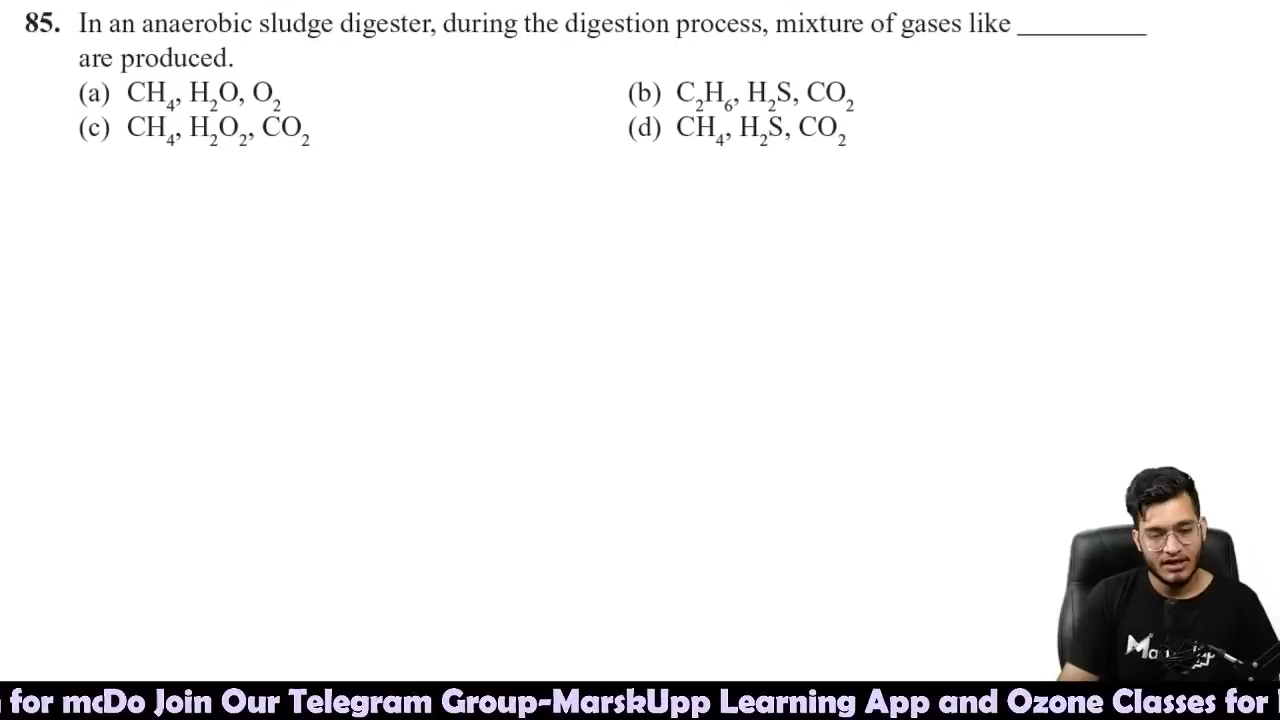 85. In an anaerobic sludge digester, during the digestion process, mixture of gases like __________
are produced.
(a) CH₄, H₂O, O₂ (b) C₂H₆, H₂S, CO₂
(c) CH₄, H₂O₂, CO₂ (d) CH₄, H₂S, CO₂
for mcDo Join Our Telegram Group-MarskUpp Learning App and Ozone Classes for